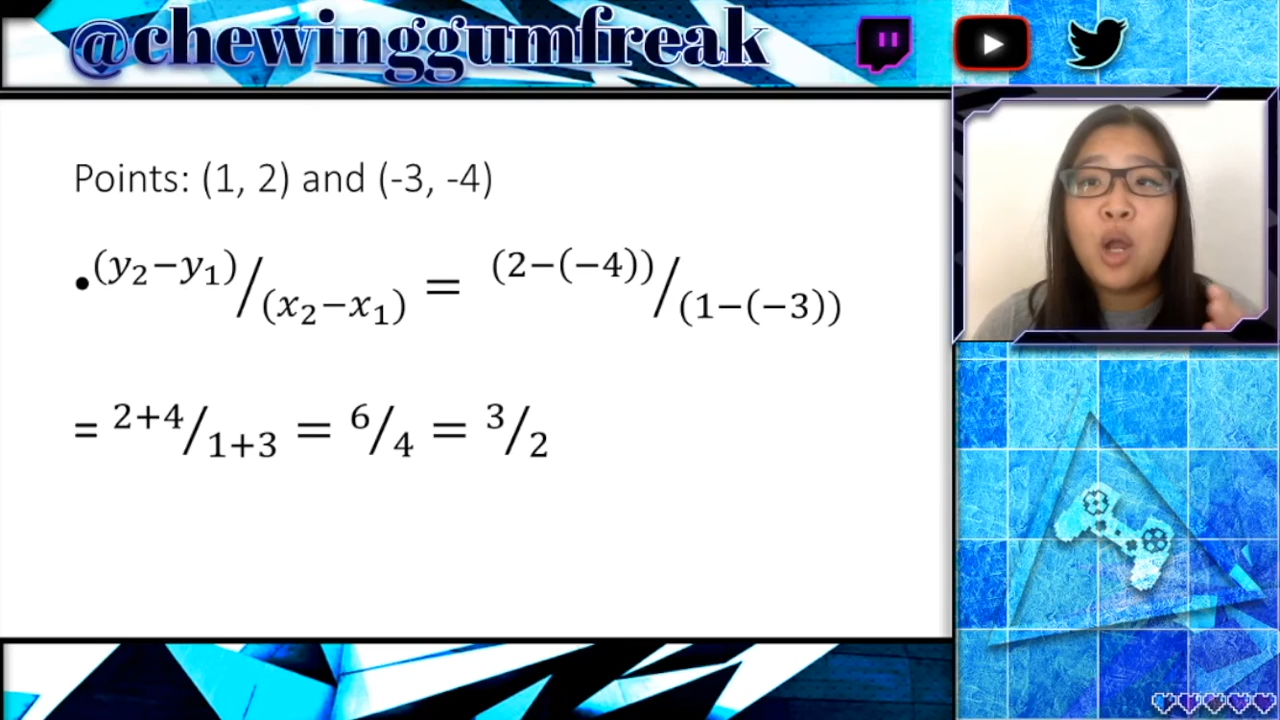 @chewinggumfreak
Points: (1, 2) and (-3, -4)
•(y₂−y₁)/(x₂−x₁) = (2−(−4))/(1−(−3))
= 2+4/1+3 = 6/4 = 3/2